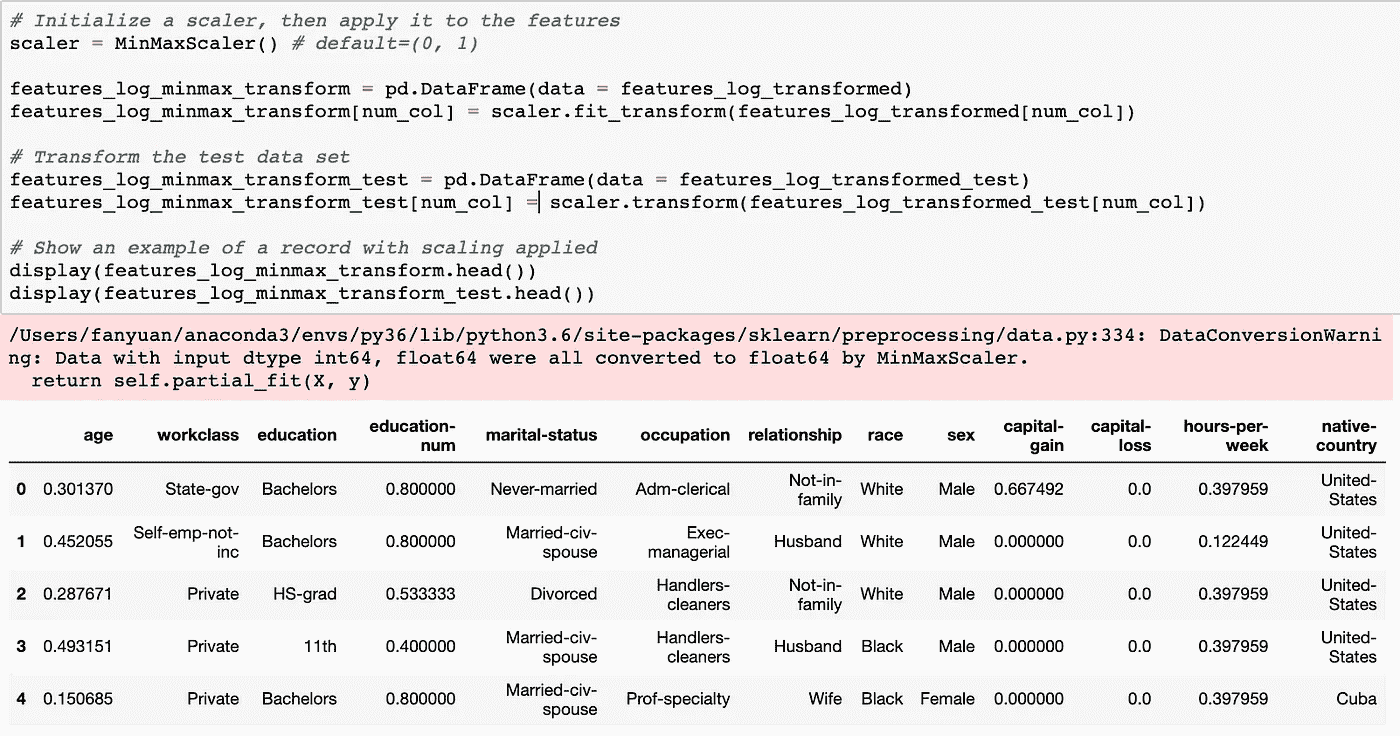 # Initialize a scaler, then apply it to the features
scaler = MinMaxScaler() # default=(0, 1)
features_log_minmax_transform = pd.DataFrame(data = features_log_transformed)
features_log_minmax_transform[num_col] = scaler.fit_transform(features_log_transformed[num_col])
# Transform the test data set
features_log_minmax_transform_test = pd.DataFrame(data = features_log_transformed_test)
features_log_minmax_transform_test[num_col] = scaler.transform(features_log_transformed_test[num_col])
# Show an example of a record with scaling applied
display(features_log_minmax_transform.head())
display(features_log_minmax_transform_test.head())
/Users/fanyuan/anaconda3/envs/py36/lib/python3.6/site-packages/sklearn/preprocessing/data.py:334: DataConversionWarni
ng: Data with input dtype int64, float64 were all converted to float64 by MinMaxScaler.
return self.partial_fit(X, y)
age workclass education education- marital-status occupation relationship race sex capital- capital- hours-per- native-
num gain loss week country
0 0.301370 State-gov Bachelors 0.800000 Never-married Adm-clerical Not-in- White Male 0.667492 0.0 0.397959 United-
family States
1 0.452055 Self-emp-not- Bachelors 0.800000 Married-civ- Exec- Husband White Male 0.000000 0.0 0.122449 United-
inc spouse managerial States
2 0.287671 Private HS-grad 0.533333 Divorced Handlers- Not-in- White Male 0.000000 0.0 0.397959 United-
cleaners family States
3 0.493151 Private 11th 0.400000 Married-civ- Handlers- Husband Black Male 0.000000 0.0 0.397959 United-
spouse cleaners States
4 0.150685 Private Bachelors 0.800000 Married-civ- Prof-specialty Wife Black Female 0.000000 0.0 0.397959 Cuba
spouse